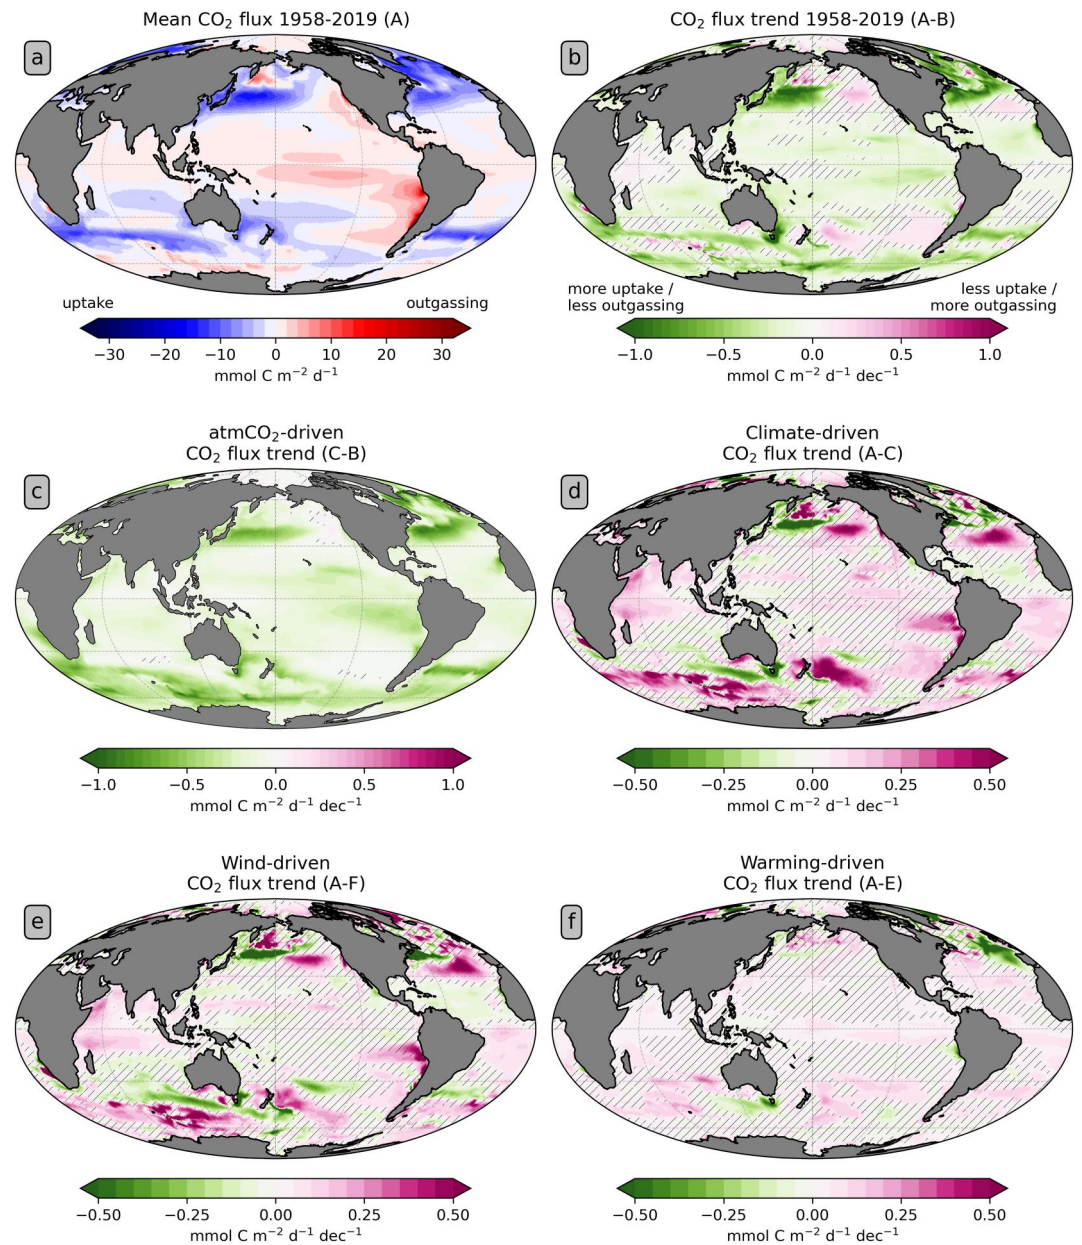 Mean CO₂ flux 1958-2019 (A)
a
uptake
outgassing
−30 −20 −10 0 10 20 30
mmol C m⁻² d⁻¹
CO₂ flux trend 1958-2019 (A-B)
b
more uptake /
less outgassing
less uptake /
more outgassing
−1.0 −0.5 0.0 0.5 1.0
mmol C m⁻² d⁻¹ dec⁻¹
atmCO₂-driven
CO₂ flux trend (C-B)
c
−1.0 −0.5 0.0 0.5 1.0
mmol C m⁻² d⁻¹ dec⁻¹
Climate-driven
CO₂ flux trend (A-C)
d
−0.50 −0.25 0.00 0.25 0.50
mmol C m⁻² d⁻¹ dec⁻¹
Wind-driven
CO₂ flux trend (A-F)
e
−0.50 −0.25 0.00 0.25 0.50
mmol C m⁻² d⁻¹ dec⁻¹
Warming-driven
CO₂ flux trend (A-E)
f
−0.50 −0.25 0.00 0.25 0.50
mmol C m⁻² d⁻¹ dec⁻¹